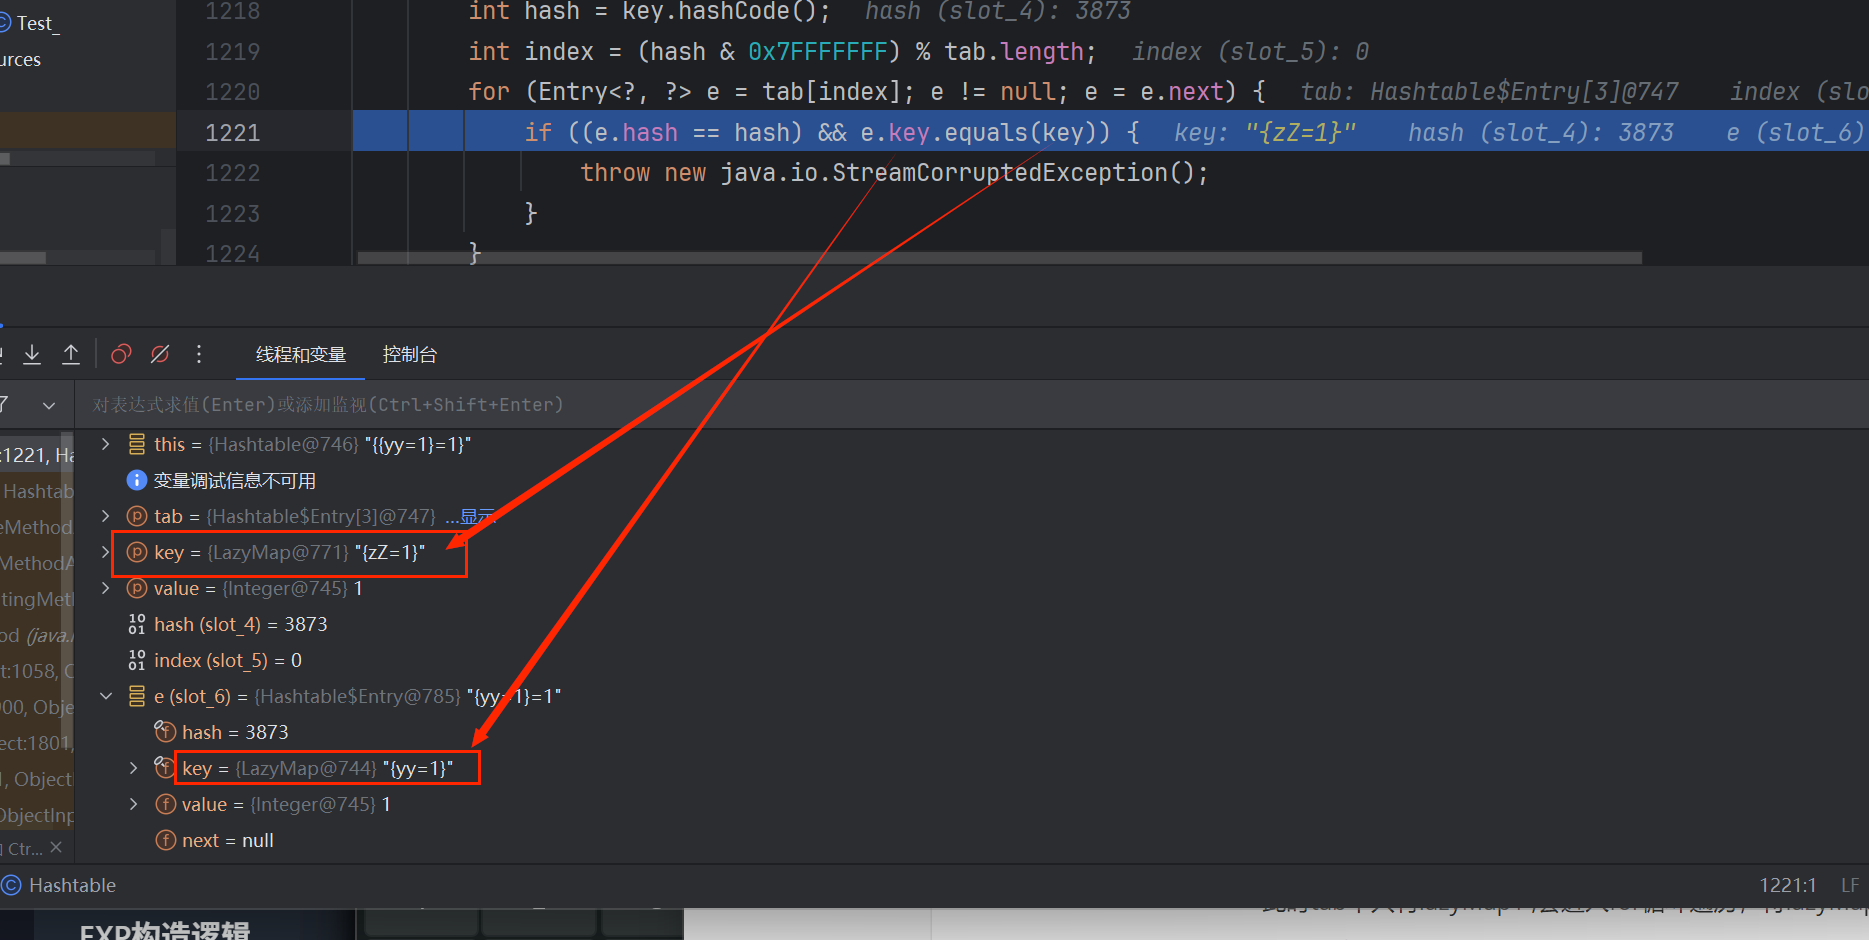 1218 int hash = key.hashCode(); hash (slot_4): 3873
Test_
1219 int index = (hash & 0x7FFFFFFF) % tab.length; index (slot_5): 0
urces
1220 for (Entry<?, ?> e = tab[index]; e != null; e = e.next) { tab: Hashtable$Entry[3]@747 index (slo
1221 if ((e.hash == hash) && e.key.equals(key)) { key: "{zZ=1}" hash (slot_4): 3873 e (slot_6)
1222 throw new java.io.StreamCorruptedException();
1223 }
1224 }
线程和变量 控制台
对表达式求值(Enter)或添加监视(Ctrl+Shift+Enter)
this = {Hashtable@746} "{{yy=1}=1}"
:1221, Ha
变量调试信息不可用
Hashtab
tab = {Hashtable$Entry[3]@747} ...显示
eMethod
key = {LazyMap@771} "{zZ=1}"
MethodA
value = {Integer@745} 1
tingMeth
hash (slot_4) = 3873
od (java.l
index (slot_5) = 0
t:1058, O
e (slot_6) = {Hashtable$Entry@785} "{yy=1}=1"
00, Obje
hash = 3873
ect:1801,
key = {LazyMap@744} "{yy=1}"
, Object
value = {Integer@745} 1
ObjectInp
next = null
Ctr...
Hashtable 1221:1 LF
EXP构造逻辑